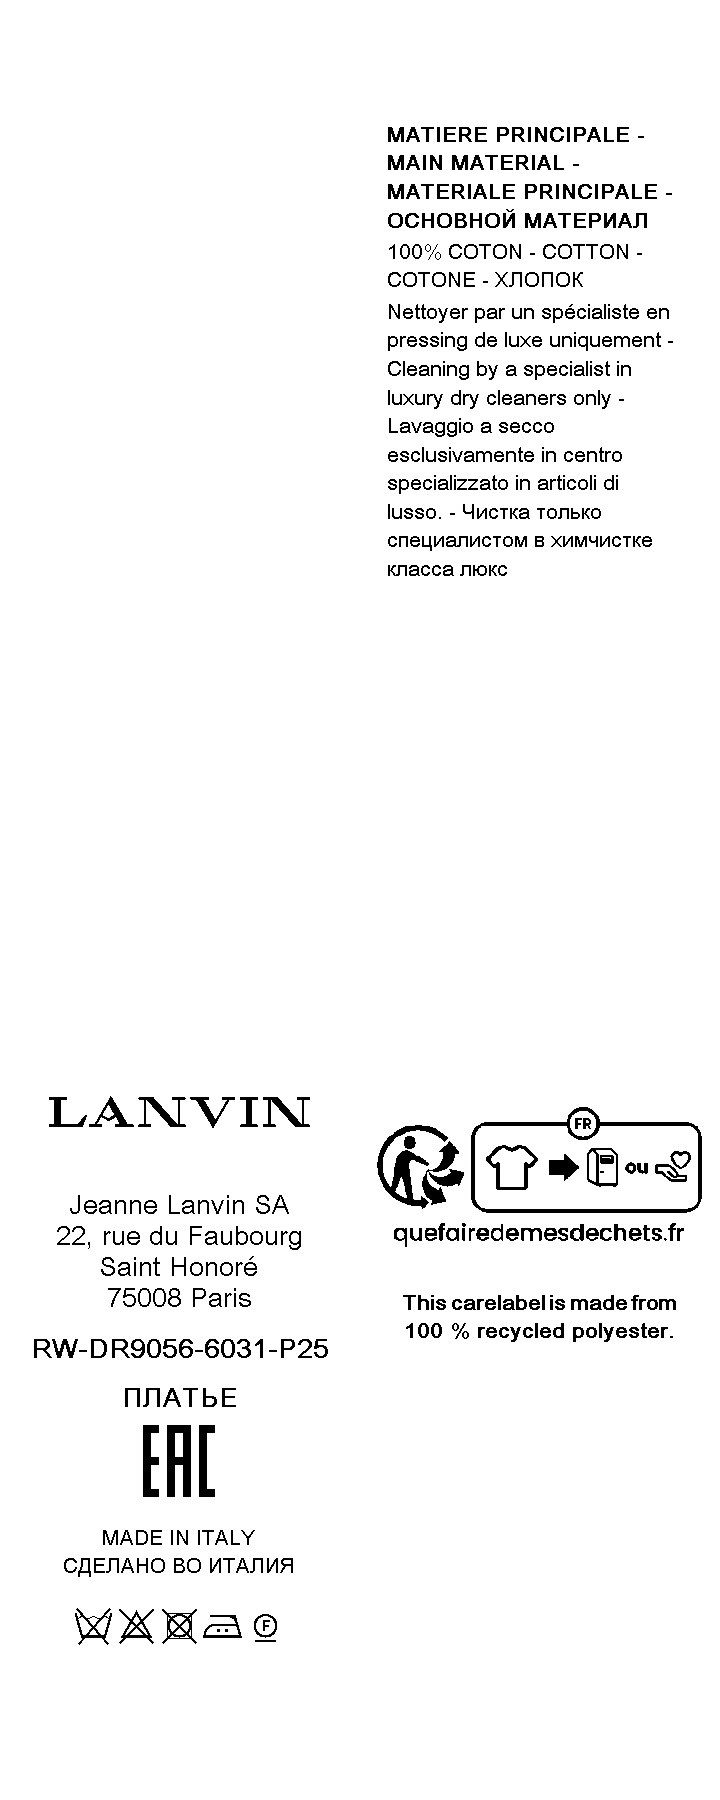 MATIERE PRINCIPALE -
MAIN MATERIAL -
MATERIALE PRINCIPALE -
ОСНОВНОЙ МАТЕРИАЛ
100% COTON - COTTON -
COTONE - ХЛОПОК
Nettoyer par un spécialiste en
pressing de luxe uniquement -
Cleaning by a specialist in
luxury dry cleaners only -
Lavaggio a secco
esclusivamente in centro
specializzato in articoli di
lusso. - Чистка только
специалистом в химчистке
класса люкс
LANVIN
Jeanne Lanvin SA
22, rue du Faubourg
Saint Honoré
75008 Paris
RW-DR9056-6031-P25
ПЛАТЬЕ
EAC
MADE IN ITALY
СДЕЛАНО ВО ИТАЛИЯ
F
FR
ou
quefairedemesdechets.fr
This carelabel is made from
100 % recycled polyester.